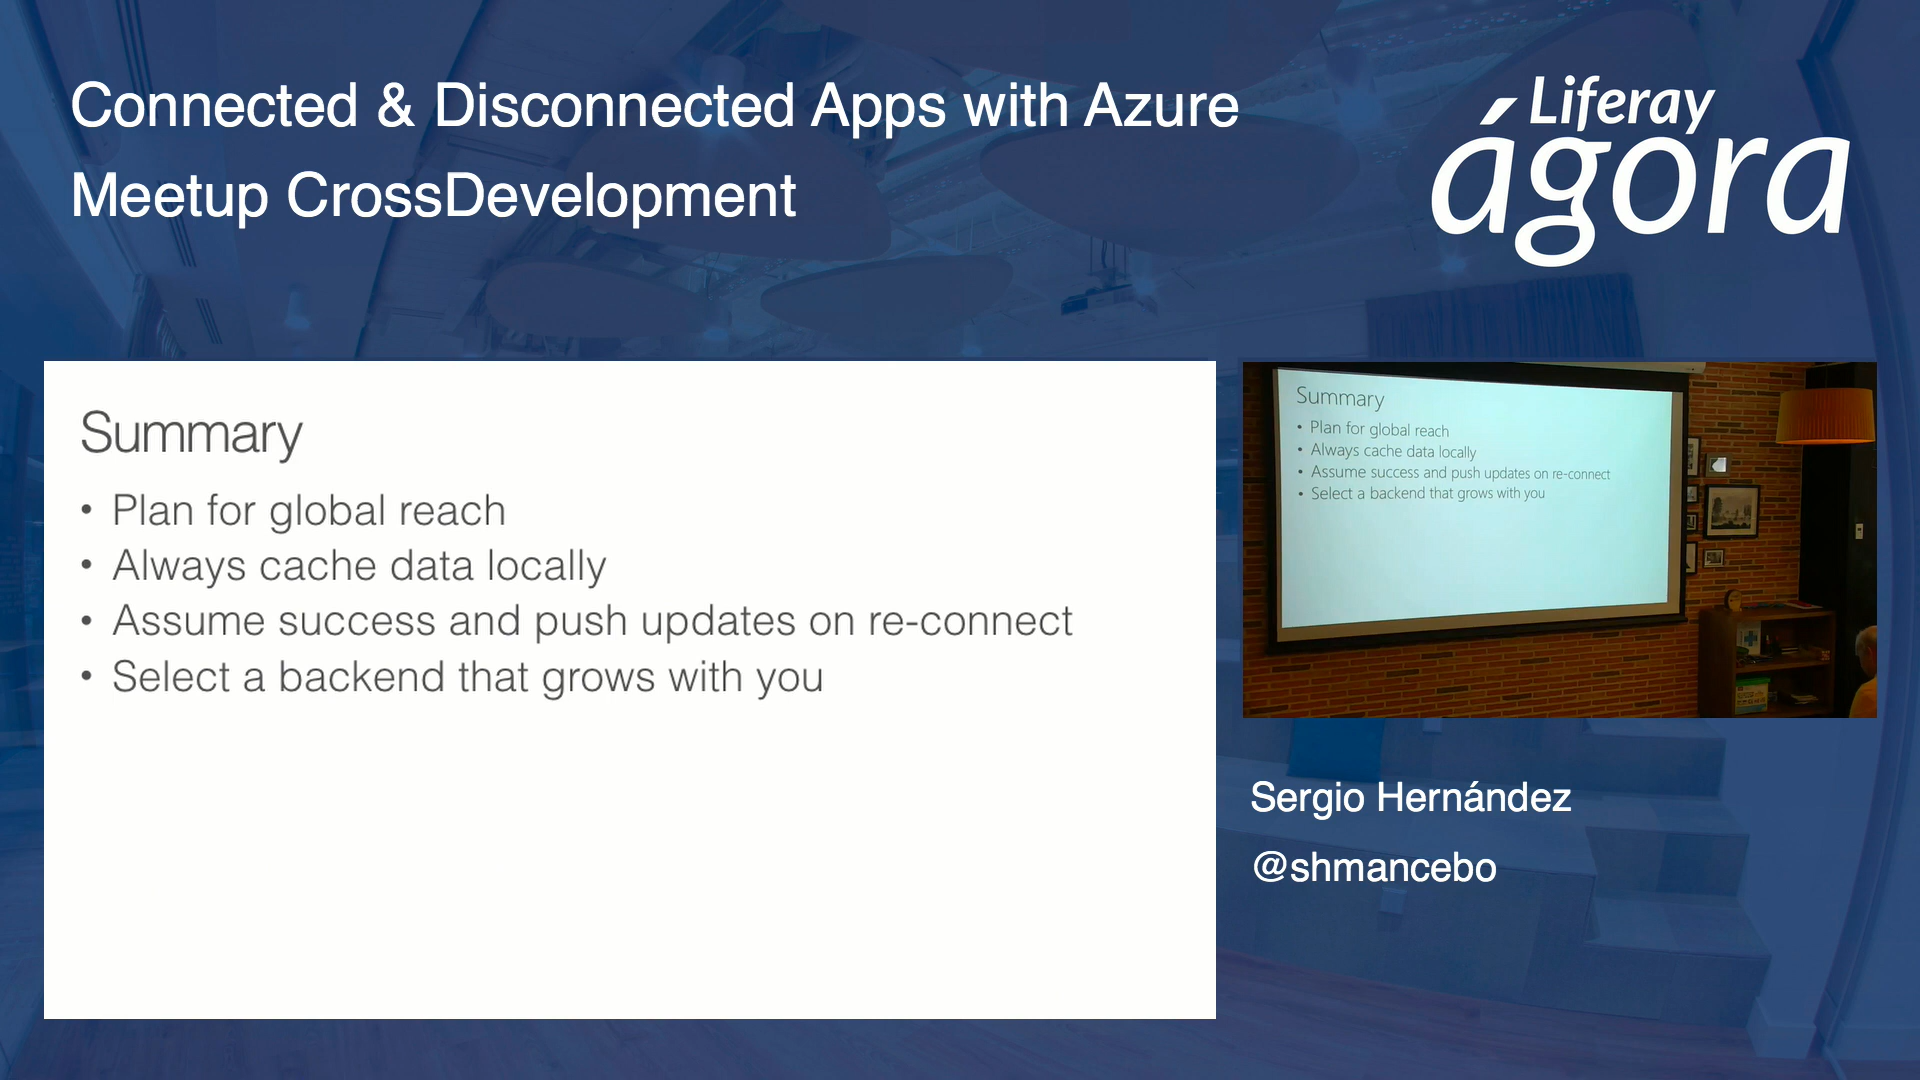 Connected & Disconnected Apps with Azure
Meetup CrossDevelopment
Liferay
ágora
Summary
• Plan for global reach
• Always cache data locally
• Assume success and push updates on re-connect
• Select a backend that grows with you
Summary
• Plan for global reach
• Always cache data locally
• Assume success and push updates on re-connect
• Select a backend that grows with you
Sergio Hernández
@shmancebo